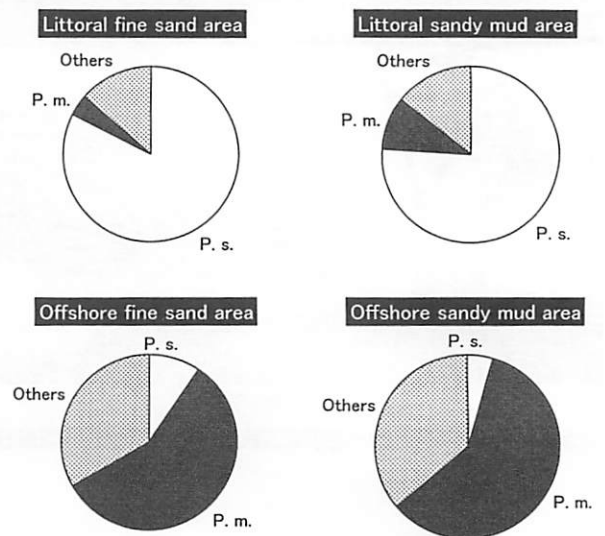 Littoral fine sand area
Others
P. m.
P. s.
Littoral sandy mud area
Others
P. m.
P. s.
Offshore fine sand area
P. s.
Others
P. m.
Offshore sandy mud area
P. s.
Others
P. m.